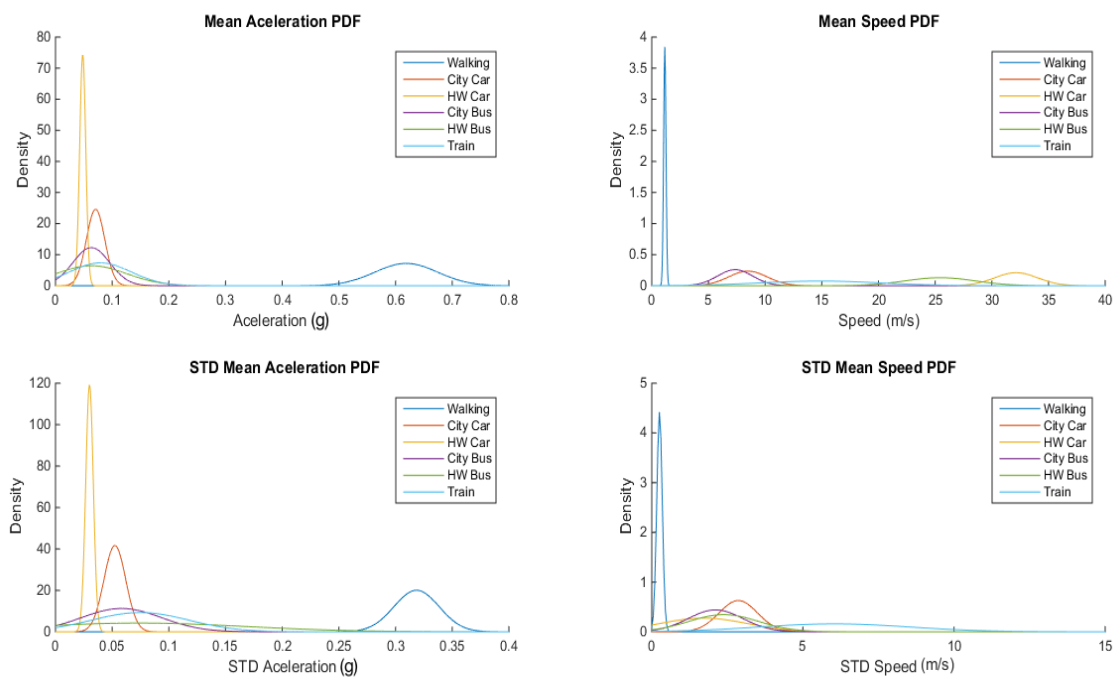 Mean Aceleration PDF
80
70
60
50
40
30
20
10
0
Density
0 0.1 0.2 0.3 0.4 0.5 0.6 0.7 0.8
Aceleration (g)
Walking
City Car
HW Car
City Bus
HW Bus
Train
Mean Speed PDF
4
3.5
3
2.5
2
1.5
1
0.5
0
Density
0 5 10 15 20 25 30 35 40
Speed (m/s)
Walking
City Car
HW Car
City Bus
HW Bus
Train
STD Mean Aceleration PDF
120
100
80
60
40
20
0
Density
0 0.05 0.1 0.15 0.2 0.25 0.3 0.35 0.4
STD Aceleration (g)
Walking
City Car
HW Car
City Bus
HW Bus
Train
STD Mean Speed PDF
5
4
3
2
1
0
Density
0 5 10 15
STD Speed (m/s)
Walking
City Car
HW Car
City Bus
HW Bus
Train